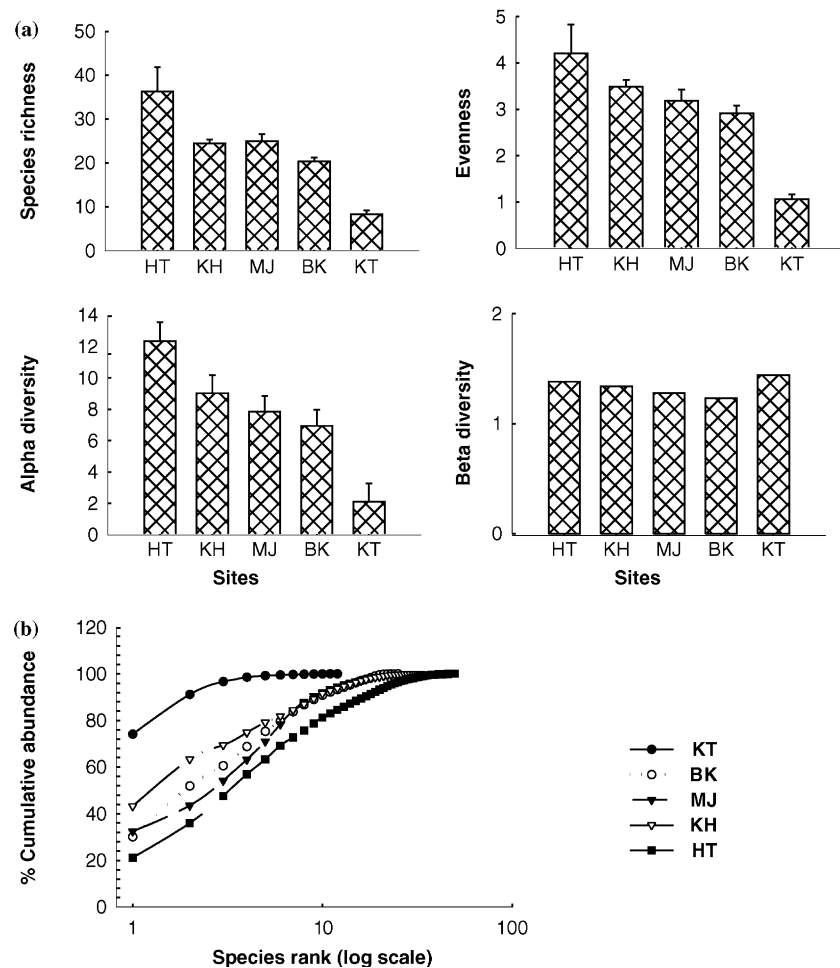 (a)
Species richness
50
40
30
20
10
0
HT KH MJ BK KT
Evenness
5
4
3
2
1
0
HT KH MJ BK KT
Alpha diversity
14
12
10
8
6
4
2
0
HT KH MJ BK KT
Sites
Beta diversity
2
1
0
HT KH MJ BK KT
Sites
(b)
% Cumulative abundance
120
100
80
60
40
20
0
1 10 100
Species rank (log scale)
KT
BK
MJ
KH
HT